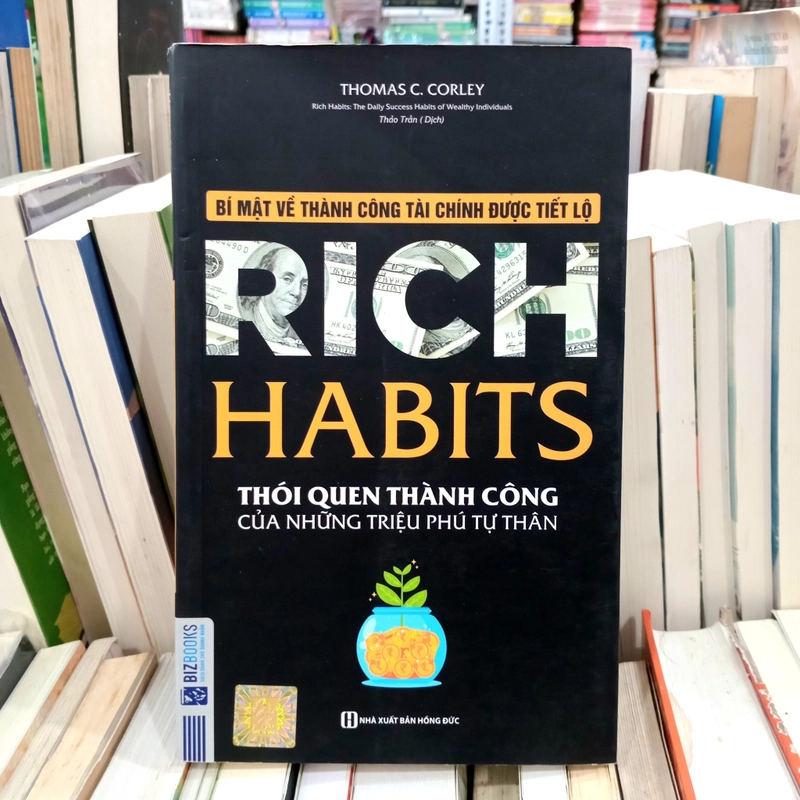 THOMAS C. CORLEY
Rich Habits: The Daily Success Habits of Wealthy Individuals
Thảo Trần ( Dịch)
BÍ MẬT VỀ THÀNH CÔNG TÀI CHÍNH ĐƯỢC TIẾT LỘ
RICH
HABITS
THÓI QUEN THÀNH CÔNG
CỦA NHỮNG TRIỆU PHÚ TỰ THÂN
BIZBOOKS
NHÀ XUẤT BẢN HỒNG ĐỨC